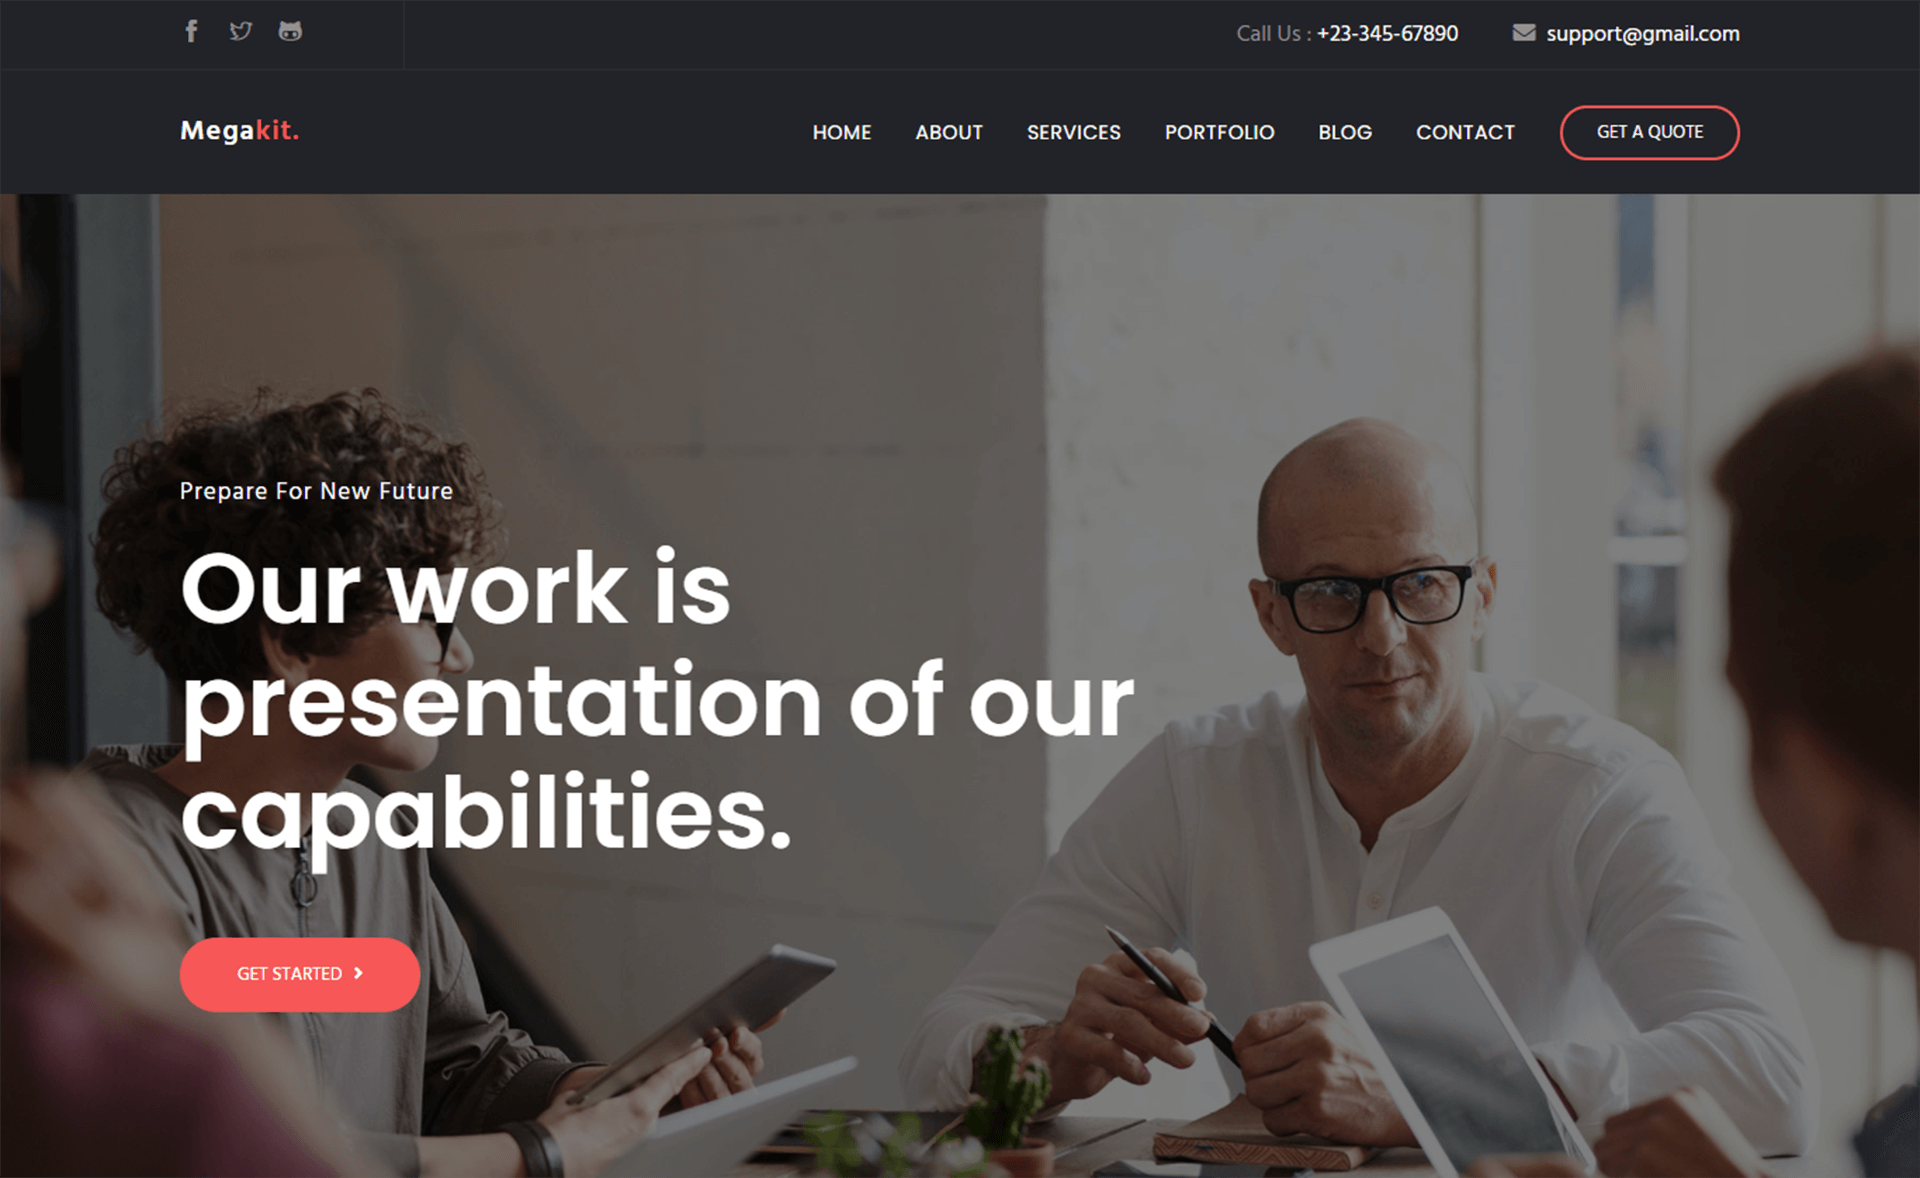 Call Us : +23-345-67890
support@gmail.com
Megakit.
HOME
ABOUT
SERVICES
PORTFOLIO
BLOG
CONTACT
GET A QUOTE
Prepare For New Future
Our work is
presentation of our
capabilities.
GET STARTED